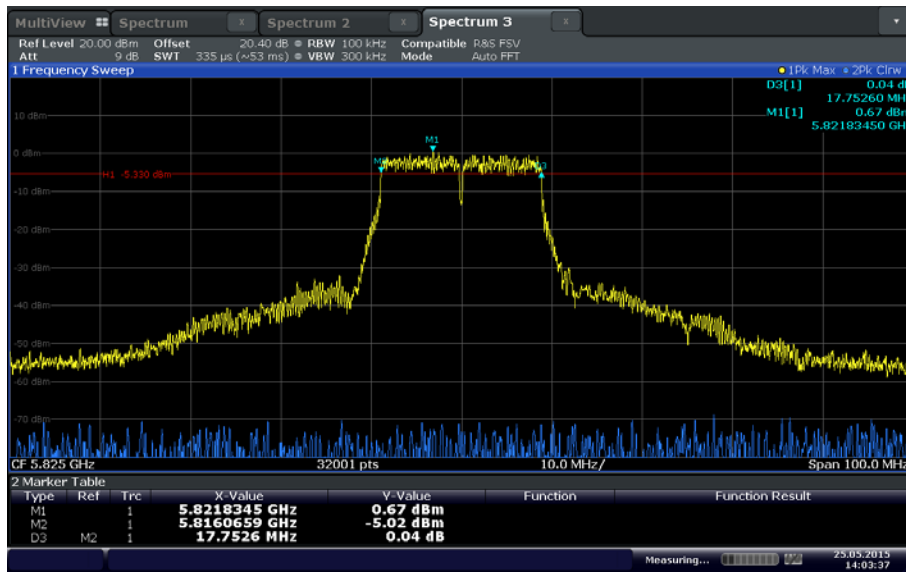 MultiView Spectrum x Spectrum 2 x Spectrum 3 x
Ref Level 20.00 dBm Offset 20.40 dB RBW 100 kHz Compatible R&S FSV
Att 9 dB SWT 335 µs (~53 ms) VBW 300 kHz Mode Auto FFT
1 Frequency Sweep 1Pk Max 2Pk Clrw
D3[1] 0.04 d
17.75260 MH
10 dBm
M1[1] 0.67 dBm
5.82183450 GH
M1
0 dBm
H1 -5.330 dBm
-10 dBm
-20 dBm
-30 dBm
-40 dBm
-50 dBm
-60 dBm
-70 dBm
CF 5.825 GHz 32001 pts 10.0 MHz/ Span 100.0 MHz
2 Marker Table
Type Ref Trc X-Value Y-Value Function Function Result
M1 1 5.8218345 GHz 0.67 dBm
M2 1 5.8160659 GHz -5.02 dBm
D3 M2 1 17.7526 MHz 0.04 dB
Measuring... 25.05.2015
14:03:37